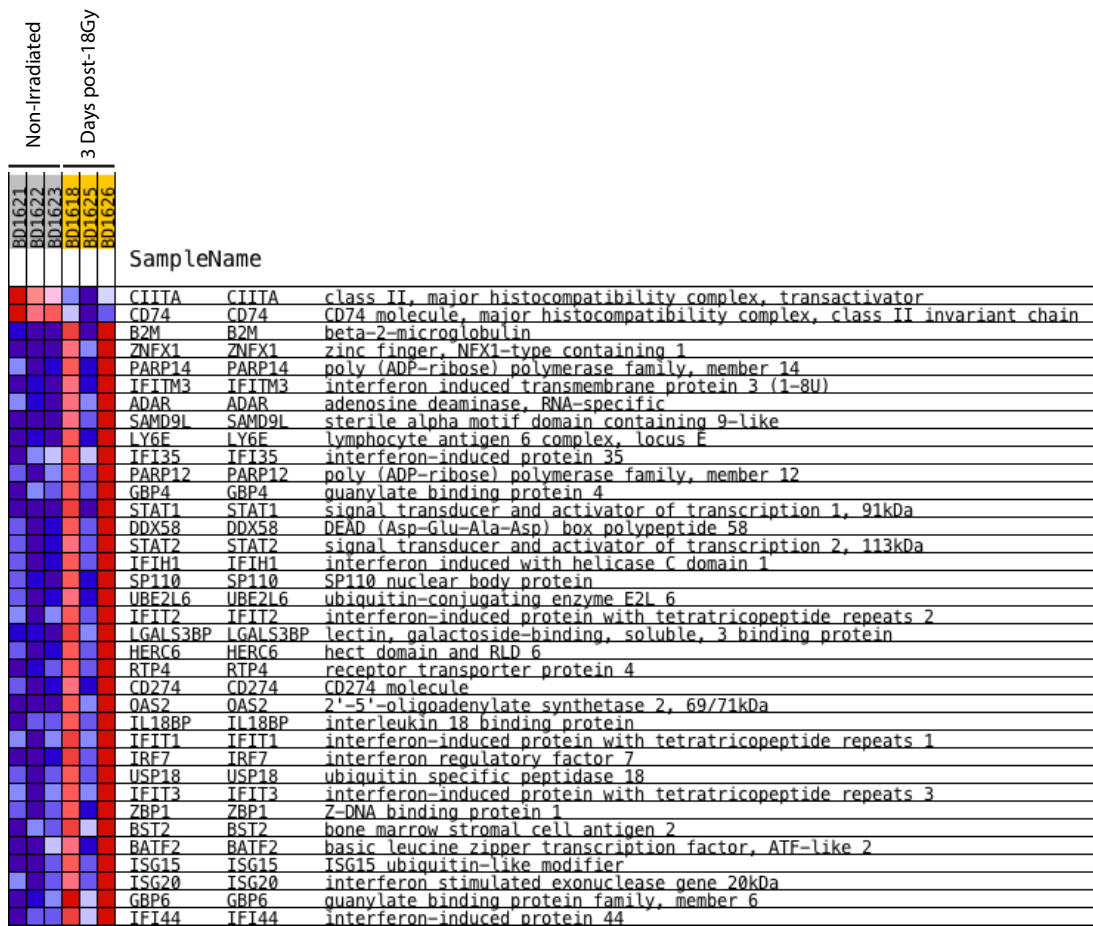 Non-Irradiated
3 Days post-18Gy
BD1621
BD1622
BD1623
BD1618
BD1625
BD1626
SampleName
CIITA CIITA class II, major histocompatibility complex, transactivator
CD74 CD74 CD74 molecule, major histocompatibility complex, class II invariant chain
B2M B2M beta-2-microglobulin
ZNFX1 ZNFX1 zinc finger, NFX1-type containing 1
PARP14 PARP14 poly (ADP-ribose) polymerase family, member 14
IFITM3 IFITM3 interferon induced transmembrane protein 3 (1-8U)
ADAR ADAR adenosine deaminase, RNA-specific
SAMD9L SAMD9L sterile alpha motif domain containing 9-like
LY6E LY6E lymphocyte antigen 6 complex, locus E
IFI35 IFI35 interferon-induced protein 35
PARP12 PARP12 poly (ADP-ribose) polymerase family, member 12
GBP4 GBP4 guanylate binding protein 4
STAT1 STAT1 signal transducer and activator of transcription 1, 91kDa
DDX58 DDX58 DEAD (Asp-Glu-Ala-Asp) box polypeptide 58
STAT2 STAT2 signal transducer and activator of transcription 2, 113kDa
IFIH1 IFIH1 interferon induced with helicase C domain 1
SP110 SP110 SP110 nuclear body protein
UBE2L6 UBE2L6 ubiquitin-conjugating enzyme E2L 6
IFIT2 IFIT2 interferon-induced protein with tetratricopeptide repeats 2
LGALS3BP LGALS3BP lectin, galactoside-binding, soluble, 3 binding protein
HERC6 HERC6 hect domain and RLD 6
RTP4 RTP4 receptor transporter protein 4
CD274 CD274 CD274 molecule
OAS2 OAS2 2'-5'-oligoadenylate synthetase 2, 69/71kDa
IL18BP IL18BP interleukin 18 binding protein
IFIT1 IFIT1 interferon-induced protein with tetratricopeptide repeats 1
IRF7 IRF7 interferon regulatory factor 7
USP18 USP18 ubiquitin specific peptidase 18
IFIT3 IFIT3 interferon-induced protein with tetratricopeptide repeats 3
ZBP1 ZBP1 Z-DNA binding protein 1
BST2 BST2 bone marrow stromal cell antigen 2
BATF2 BATF2 basic leucine zipper transcription factor, ATF-like 2
ISG15 ISG15 ISG15 ubiquitin-like modifier
ISG20 ISG20 interferon stimulated exonuclease gene 20kDa
GBP6 GBP6 guanylate binding protein family, member 6
IFI44 IFI44 interferon-induced protein 44